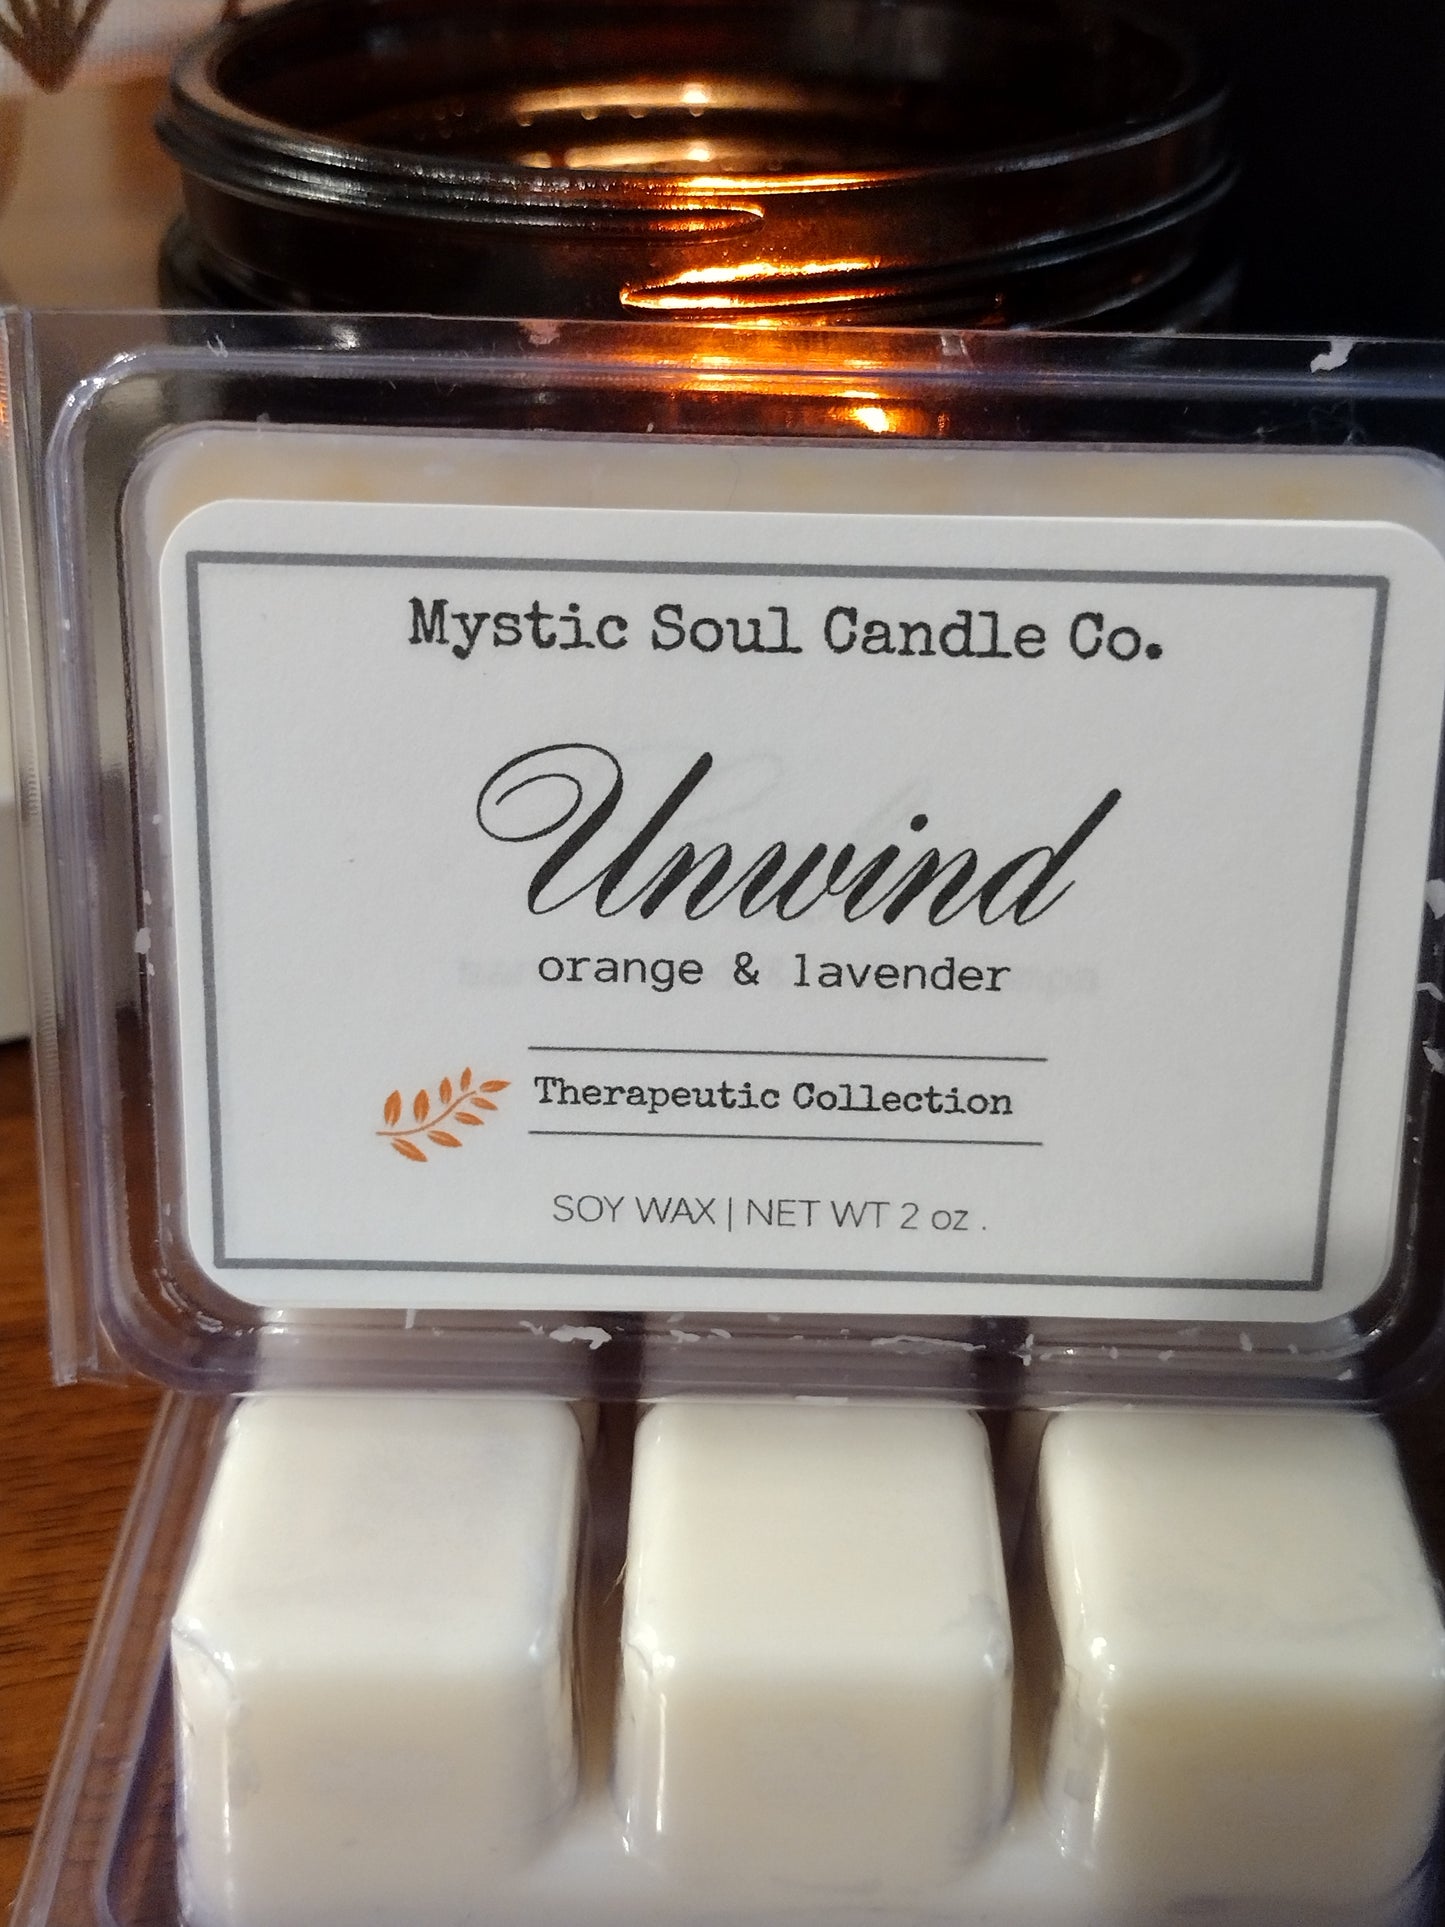 Mystic Soul Candle Co.
Unwind
orange & lavender
Therapeutic Collection
SOY WAX | NET WT 2 oz .